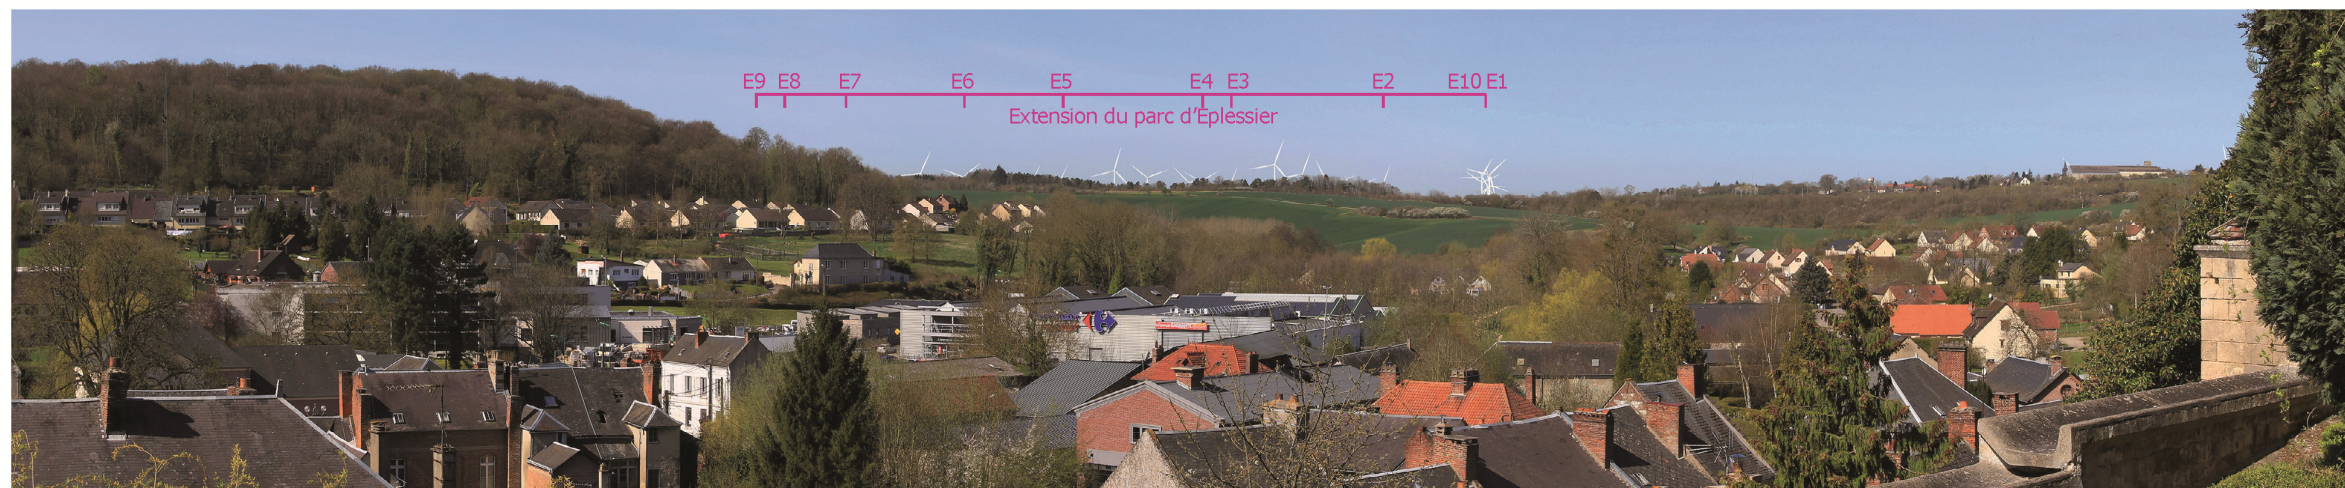 E9 E8 E7 E6 E5 E4 E3 E2 E10 E1
Extension du parc d'Eplessier